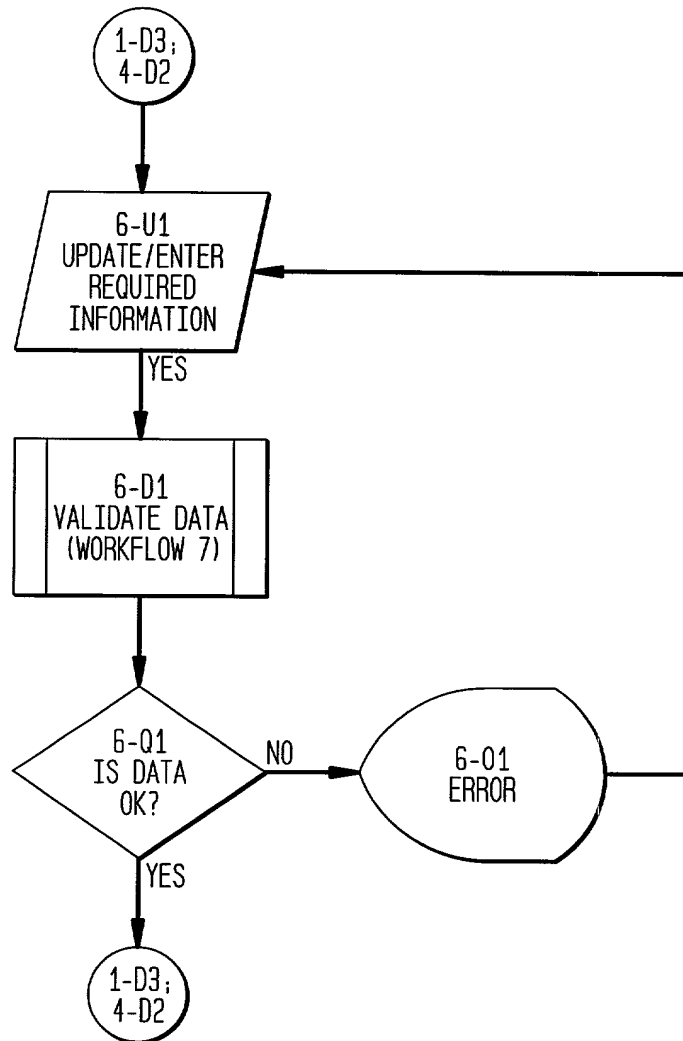 1-D3;
4-D2
6-U1
UPDATE/ENTER
REQUIRED
INFORMATION
YES
6-D1
VALIDATE DATA
(WORKFLOW 7)
6-Q1
IS DATA
OK?
NO
6-01
ERROR
YES
1-D3;
4-D2